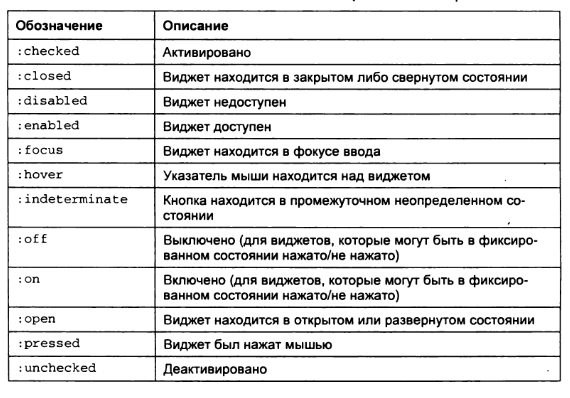 Обозначение Описание
:checked Активировано
:closed Виджет находится в закрытом либо свернутом состоянии
:disabled Виджет недоступен
:enabled Виджет доступен
:focus Виджет находится в фокусе ввода
:hover Указатель мыши находится над виджетом
:indeterminate Кнопка находится в промежуточном неопределенном со-
стоянии
:off Выключено (для виджетов, которые могут быть в фиксиро-
ванном состоянии нажато/не нажато)
:on Включено (для виджетов, которые могут быть в фиксиро-
ванном состоянии нажато/не нажато)
:open Виджет находится в открытом или развернутом состоянии
:pressed Виджет был нажат мышью
:unchecked Деактивировано